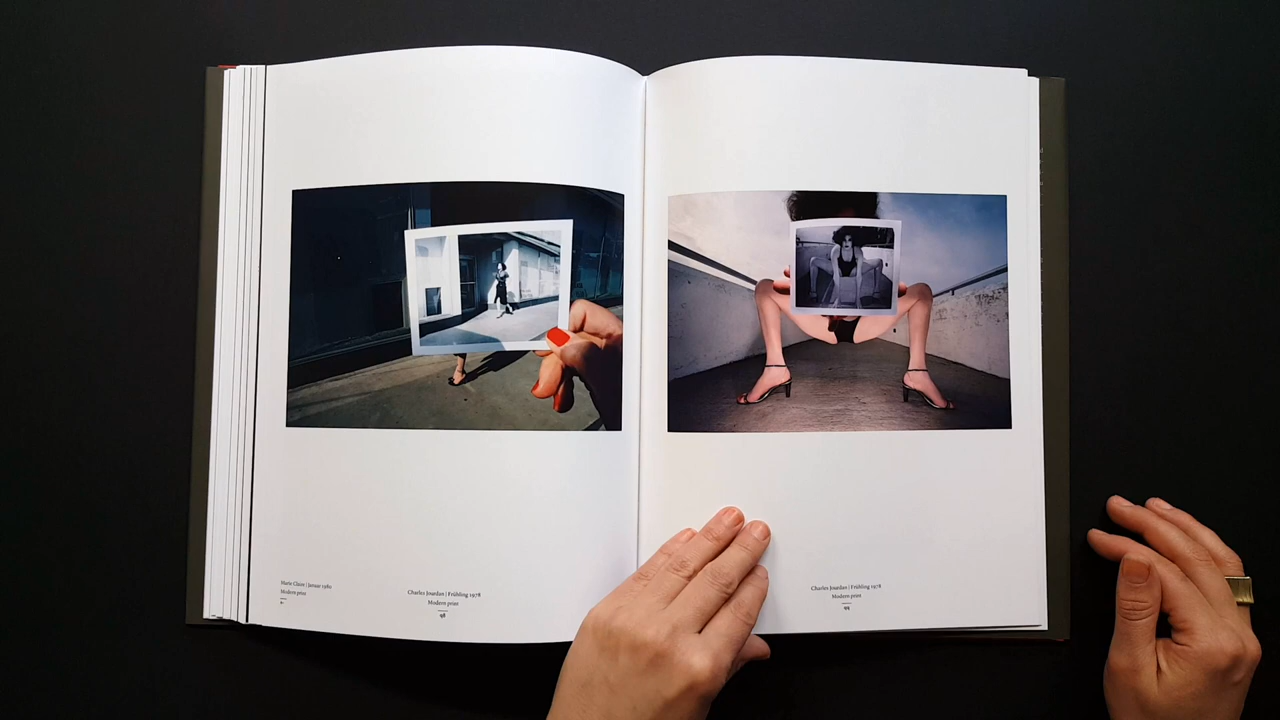 Marie Claire | Januar 1980
Modern print
Charles Jourdan | Frühling 1978
Modern print
98
Charles Jourdan | Frühling 1978
Modern print
99